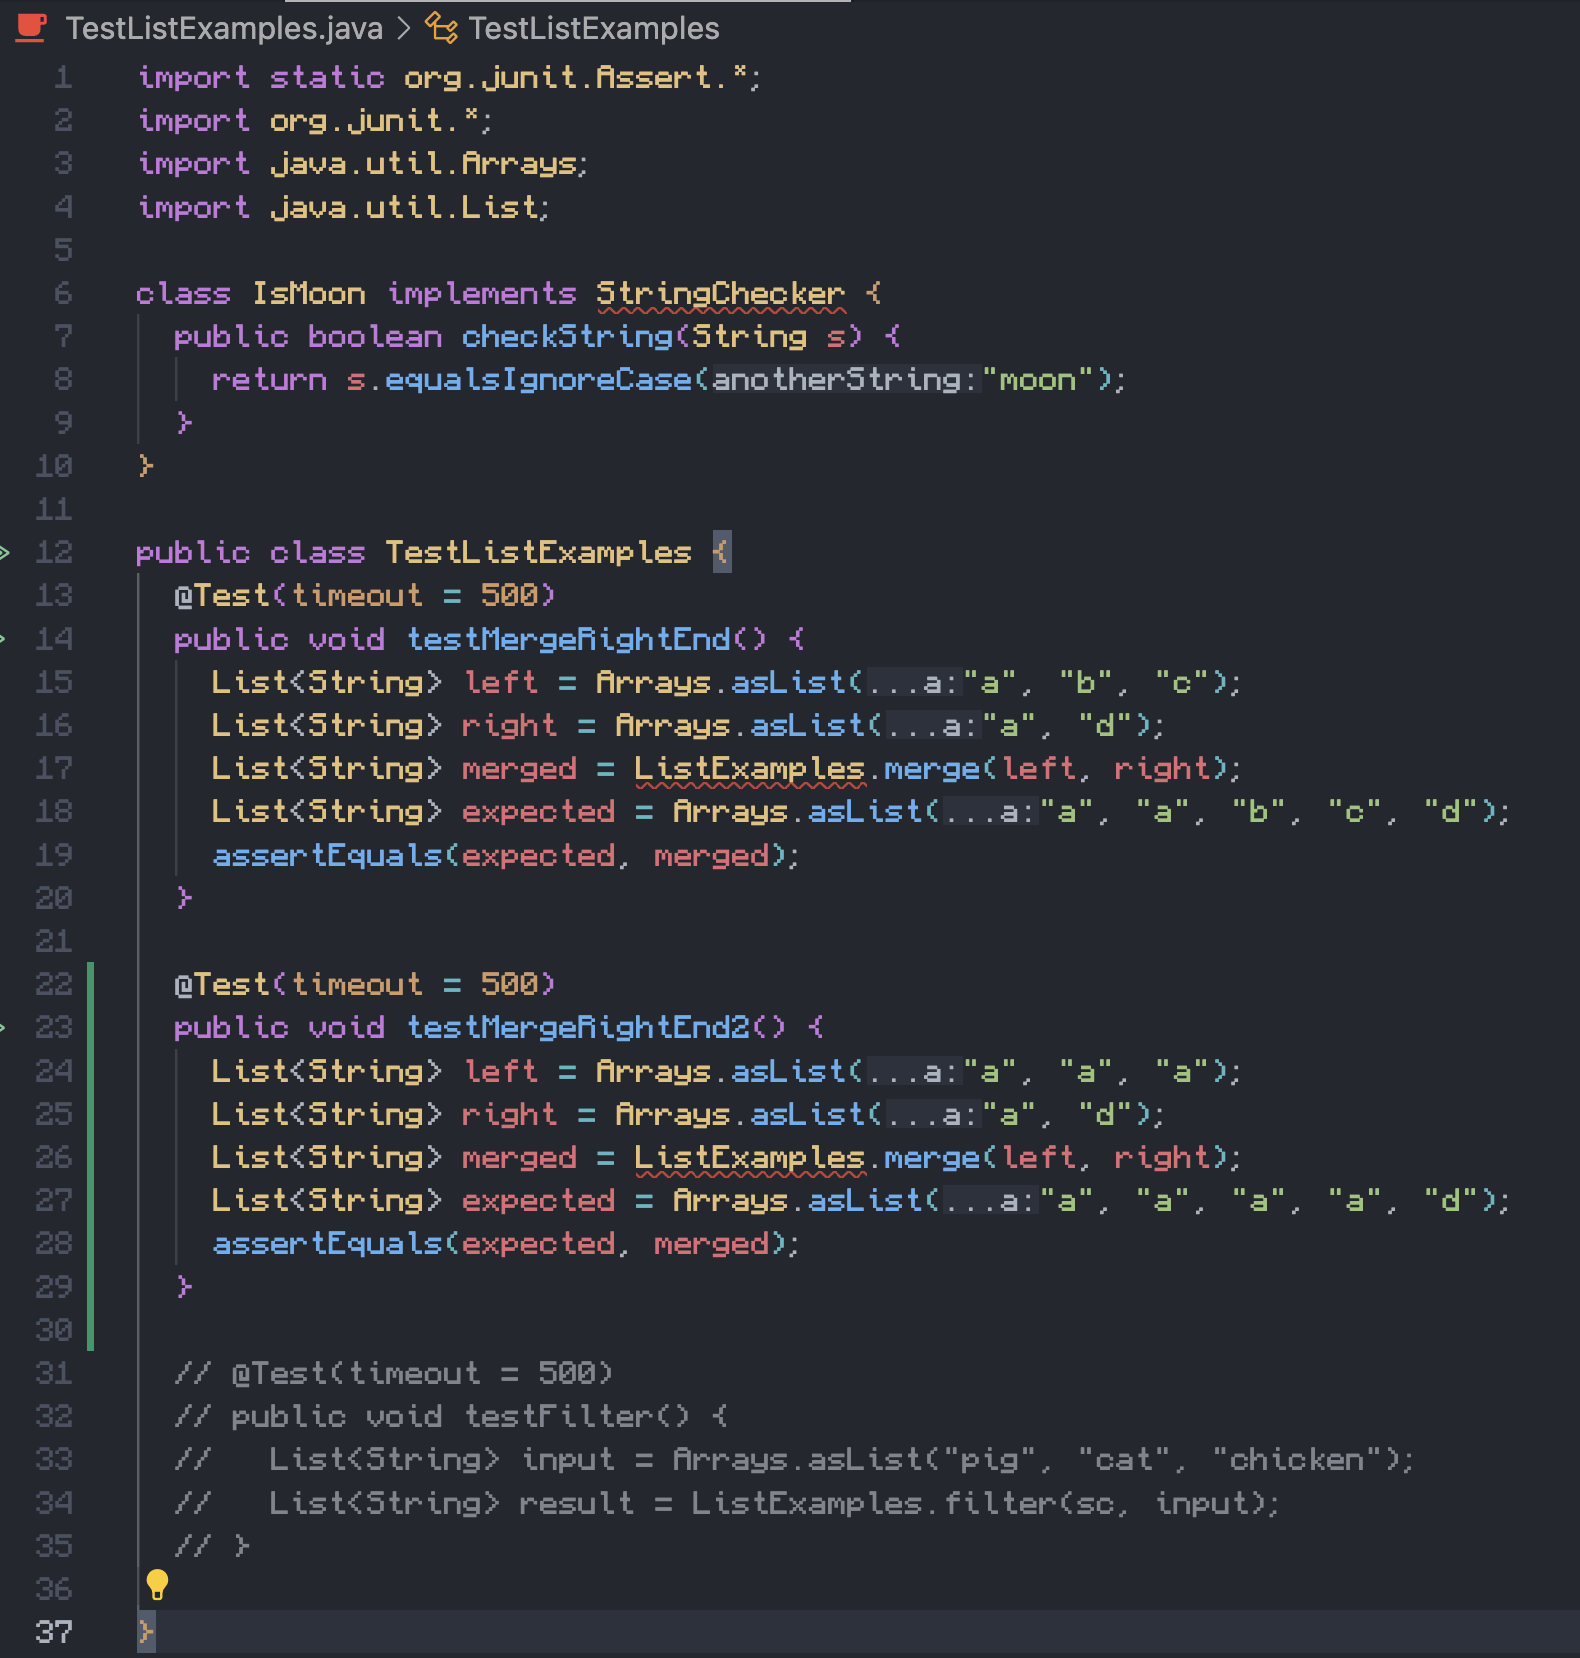 TestListExamples.java > TestListExamples
1 import static org.junit.Assert.*;
2 import org.junit.*;
3 import java.util.Arrays;
4 import java.util.List;
5
6 class IsMoon implements StringChecker {
7   public boolean checkString(String s) {
8     return s.equalsIgnoreCase(anotherString:"moon");
9   }
10 }
11
12 public class TestListExamples {
13   @Test(timeout = 500)
14   public void testMergeRightEnd() {
15     List<String> left = Arrays.asList(...a:"a", "b", "c");
16     List<String> right = Arrays.asList(...a:"a", "d");
17     List<String> merged = ListExamples.merge(left, right);
18     List<String> expected = Arrays.asList(...a:"a", "a", "b", "c", "d");
19     assertEquals(expected, merged);
20   }
21
22   @Test(timeout = 500)
23   public void testMergeRightEnd2() {
24     List<String> left = Arrays.asList(...a:"a", "a", "a");
25     List<String> right = Arrays.asList(...a:"a", "d");
26     List<String> merged = ListExamples.merge(left, right);
27     List<String> expected = Arrays.asList(...a:"a", "a", "a", "a", "d");
28     assertEquals(expected, merged);
29   }
30
31   // @Test(timeout = 500)
32   // public void testFilter() {
33   //   List<String> input = Arrays.asList("pig", "cat", "chicken");
34   //   List<String> result = ListExamples.filter(sc, input);
35   // }
36
37 }